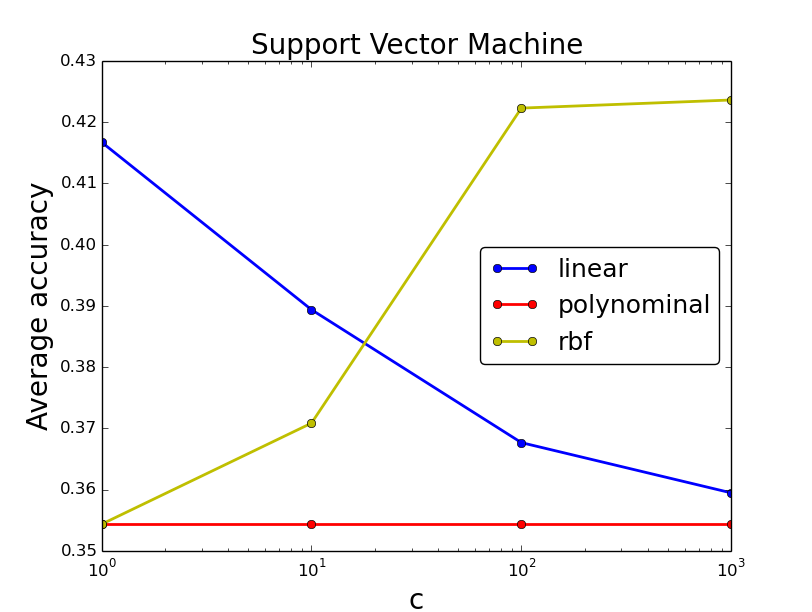 Support Vector Machine
Average accuracy
0.43
0.42
0.41
0.40
0.39
0.38
0.37
0.36
0.35
linear
polynominal
rbf
10^0 10^1 10^2 10^3
c